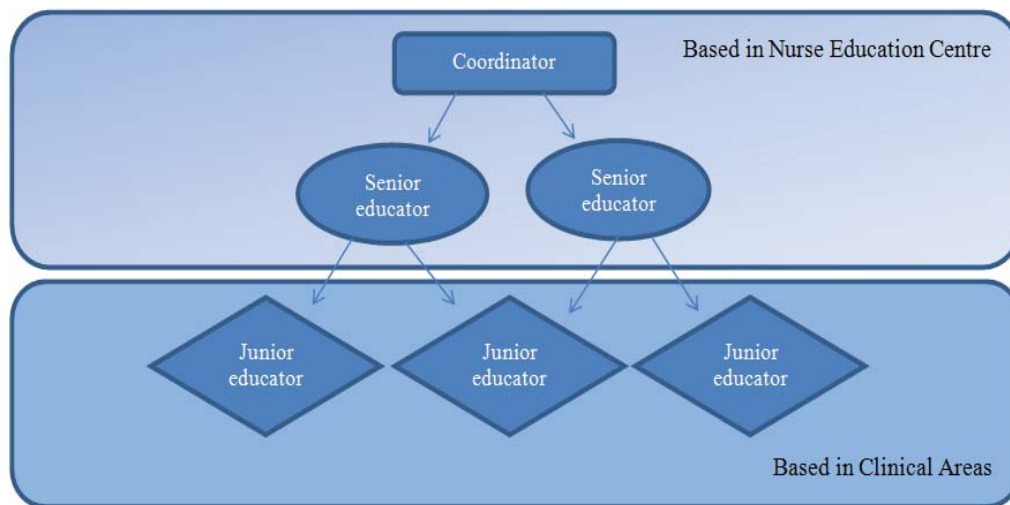 Based in Nurse Education Centre
Coordinator
Senior
educator
Senior
educator
Junior
educator
Junior
educator
Junior
educator
Based in Clinical Areas